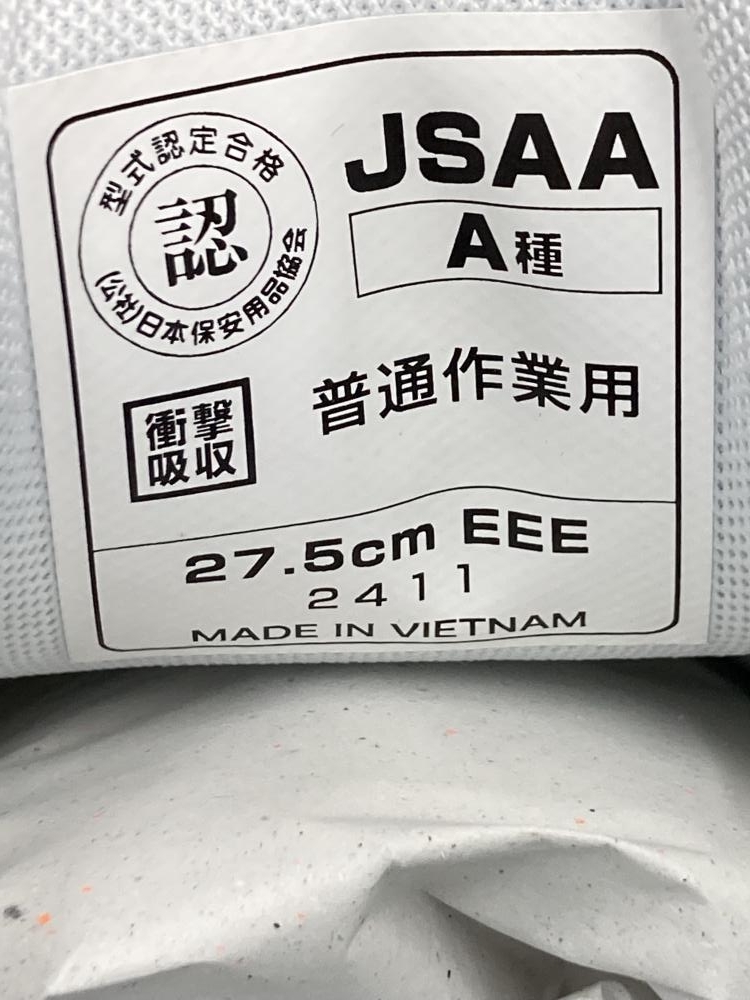 型式認定合格
認
(公社)日本保安用品協会
JSAA
A種
普通作業用
衝撃
吸収
27.5cm EEE
2411
MADE IN VIETNAM